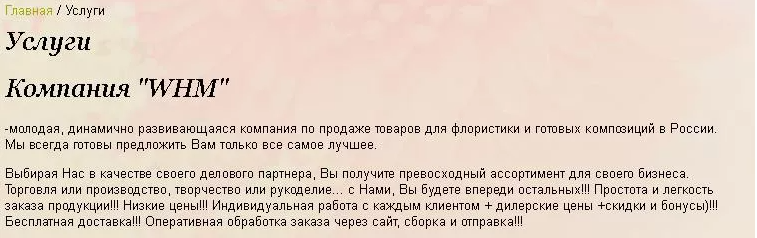 Главная / Услуги
Услуги
Компания "WHM"
-молодая, динамично развивающаяся компания по продаже товаров для флористики и готовых композиций в России.
Мы всегда готовы предложить Вам только все самое лучшее.
Выбирая Нас в качестве своего делового партнера, Вы получите превосходный ассортимент для своего бизнеса.
Торговля или производство, творчество или рукоделие... с Нами, Вы будете впереди остальных!!! Простота и легкость
заказа продукции!!! Низкие цены!!! Индивидуальная работа с каждым клиентом + дилерские цены +скидки и бонусы)!!!
Бесплатная доставка!!! Оперативная обработка заказа через сайт, сборка и отправка!!!